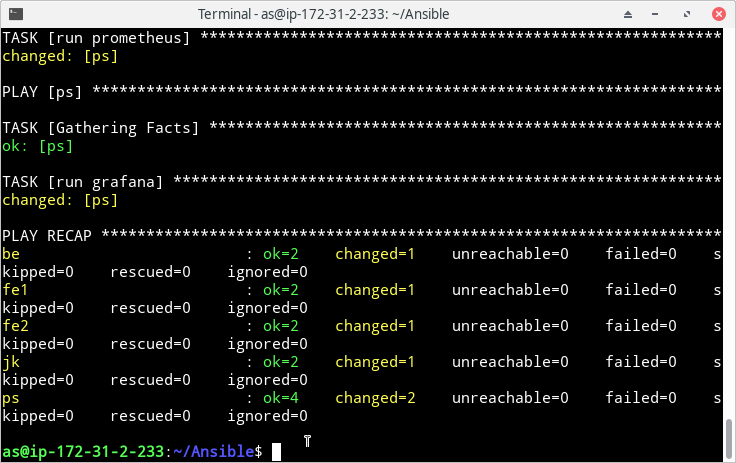 Terminal - as@ip-172-31-2-233: ~/Ansible
TASK [run prometheus] **********************************************************
changed: [ps]
PLAY [ps] **********************************************************************
TASK [Gathering Facts] *********************************************************
ok: [ps]
TASK [run grafana] *************************************************************
changed: [ps]
PLAY RECAP *********************************************************************
be                         : ok=2    changed=1    unreachable=0    failed=0    s
kipped=0    rescued=0    ignored=0
fe1                        : ok=2    changed=1    unreachable=0    failed=0    s
kipped=0    rescued=0    ignored=0
fe2                        : ok=2    changed=1    unreachable=0    failed=0    s
kipped=0    rescued=0    ignored=0
jk                         : ok=2    changed=1    unreachable=0    failed=0    s
kipped=0    rescued=0    ignored=0
ps                         : ok=4    changed=2    unreachable=0    failed=0    s
kipped=0    rescued=0    ignored=0
as@ip-172-31-2-233:~/Ansible$